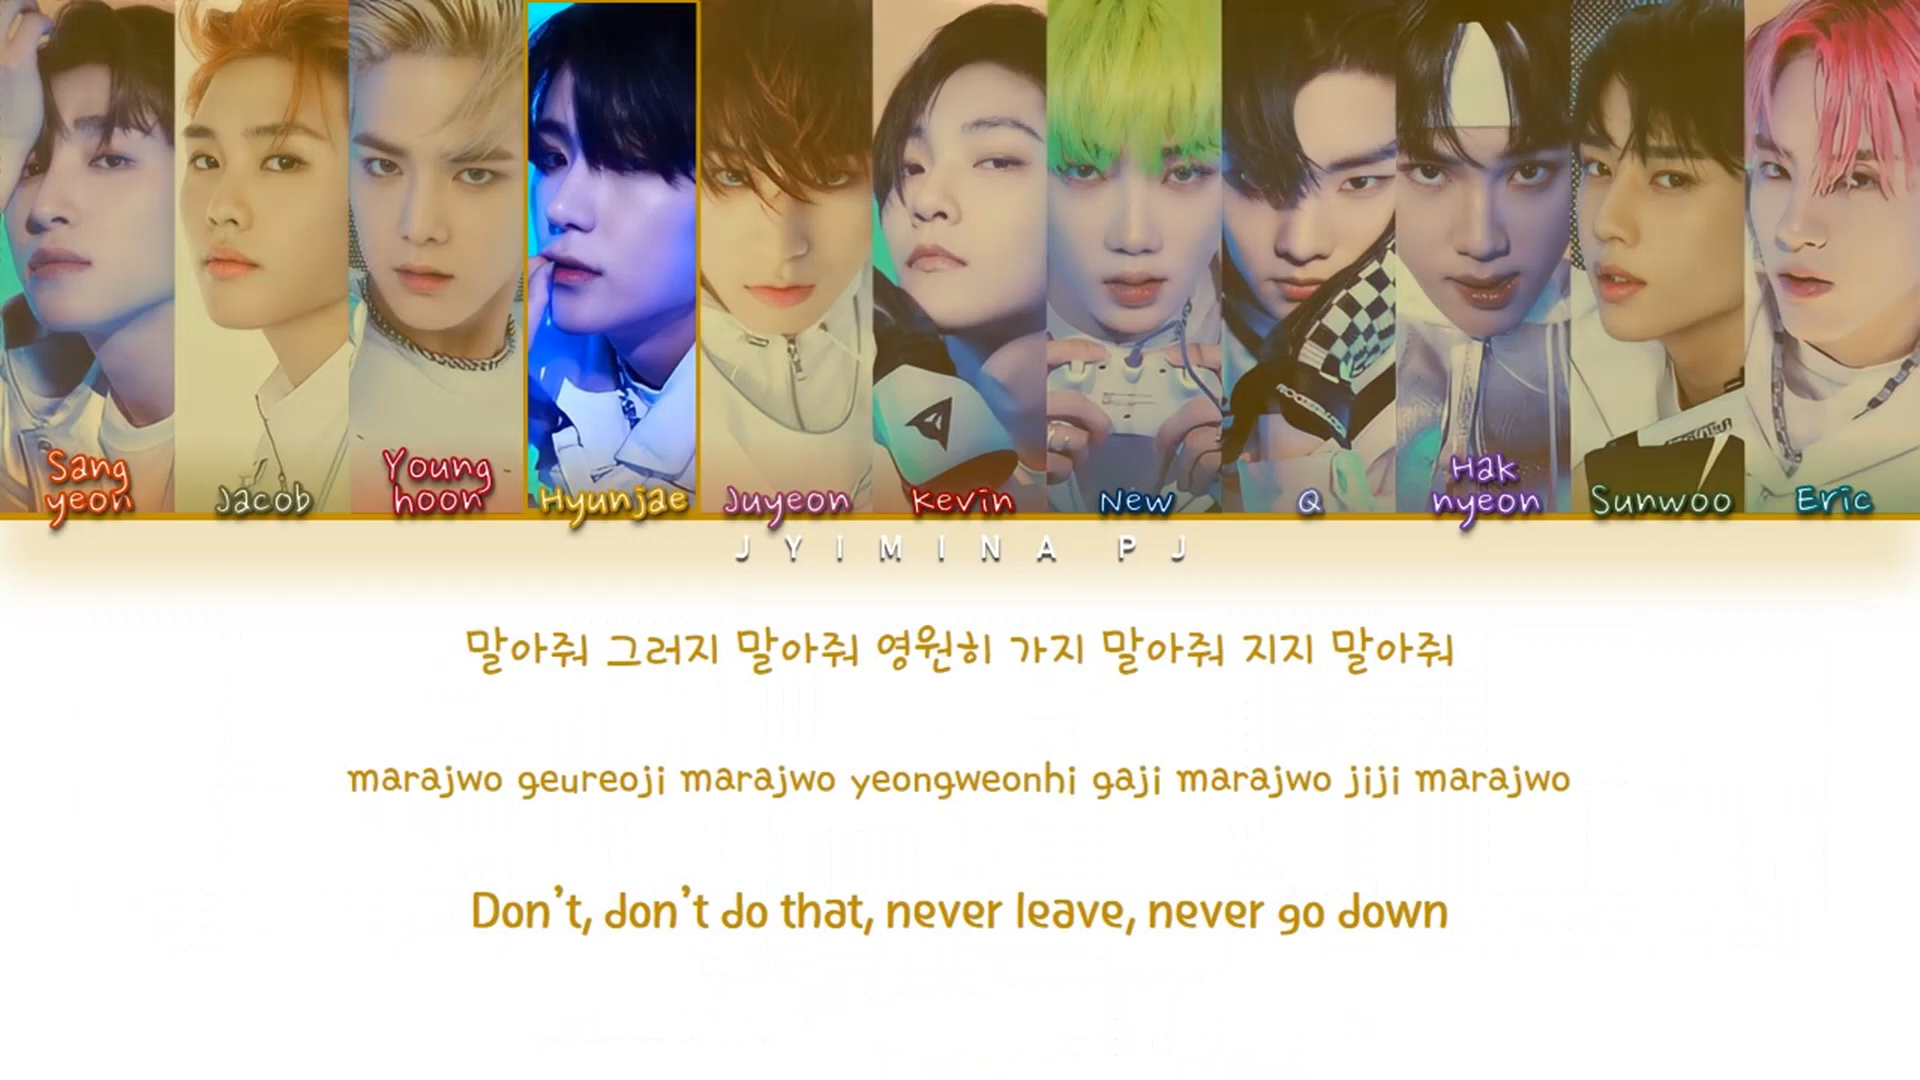 Sang
yeon
Jacob
Young
hoon
Hyunjae
Juyeon
Kevin
New
Q
Hak
nyeon
Sunwoo
Eric
JYIMINA PJ
말아줘 그러지 말아줘 영원히 가지 말아줘 지지 말아줘
marajwo geureoji marajwo yeongweonhi gaji marajwo jiji marajwo
Don't, don't do that, never leave, never go down